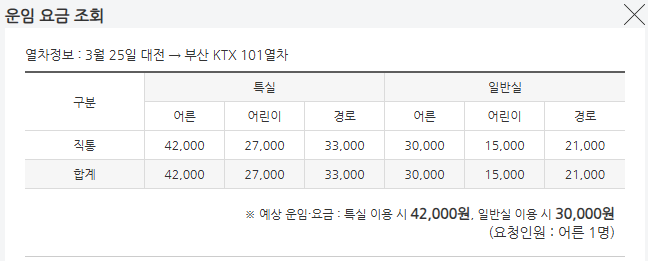 운임 요금 조회
열차정보 : 3월 25일 대전 → 부산 KTX 101열차
구분 특실 일반실
어른 어린이 경로 어른 어린이 경로
직통 42,000 27,000 33,000 30,000 15,000 21,000
합계 42,000 27,000 33,000 30,000 15,000 21,000
※ 예상 운임·요금 : 특실 이용 시 42,000원, 일반실 이용 시 30,000원
(요청인원 : 어른 1명)